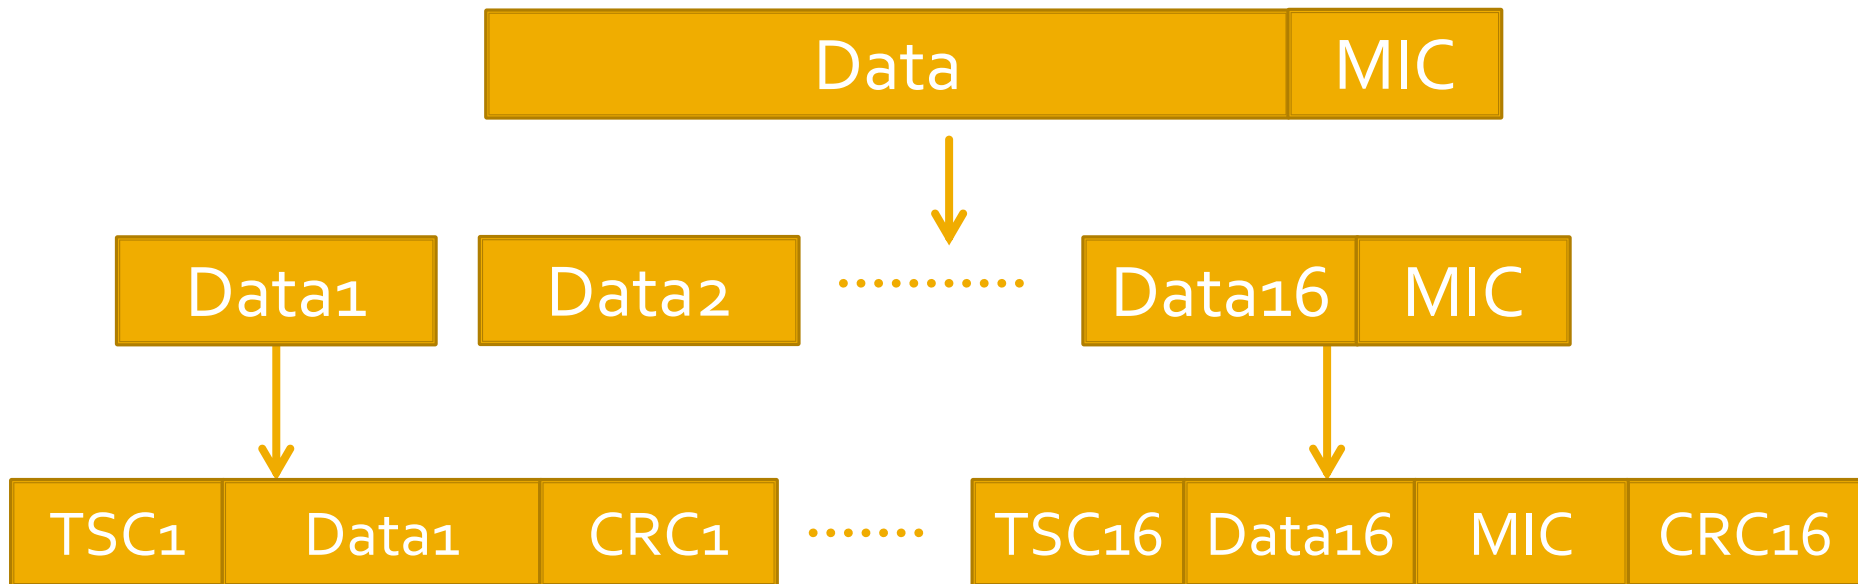 Data MIC
Data1 Data2 ........... Data16 MIC
TSC1 Data1 CRC1 ....... TSC16 Data16 MIC CRC16